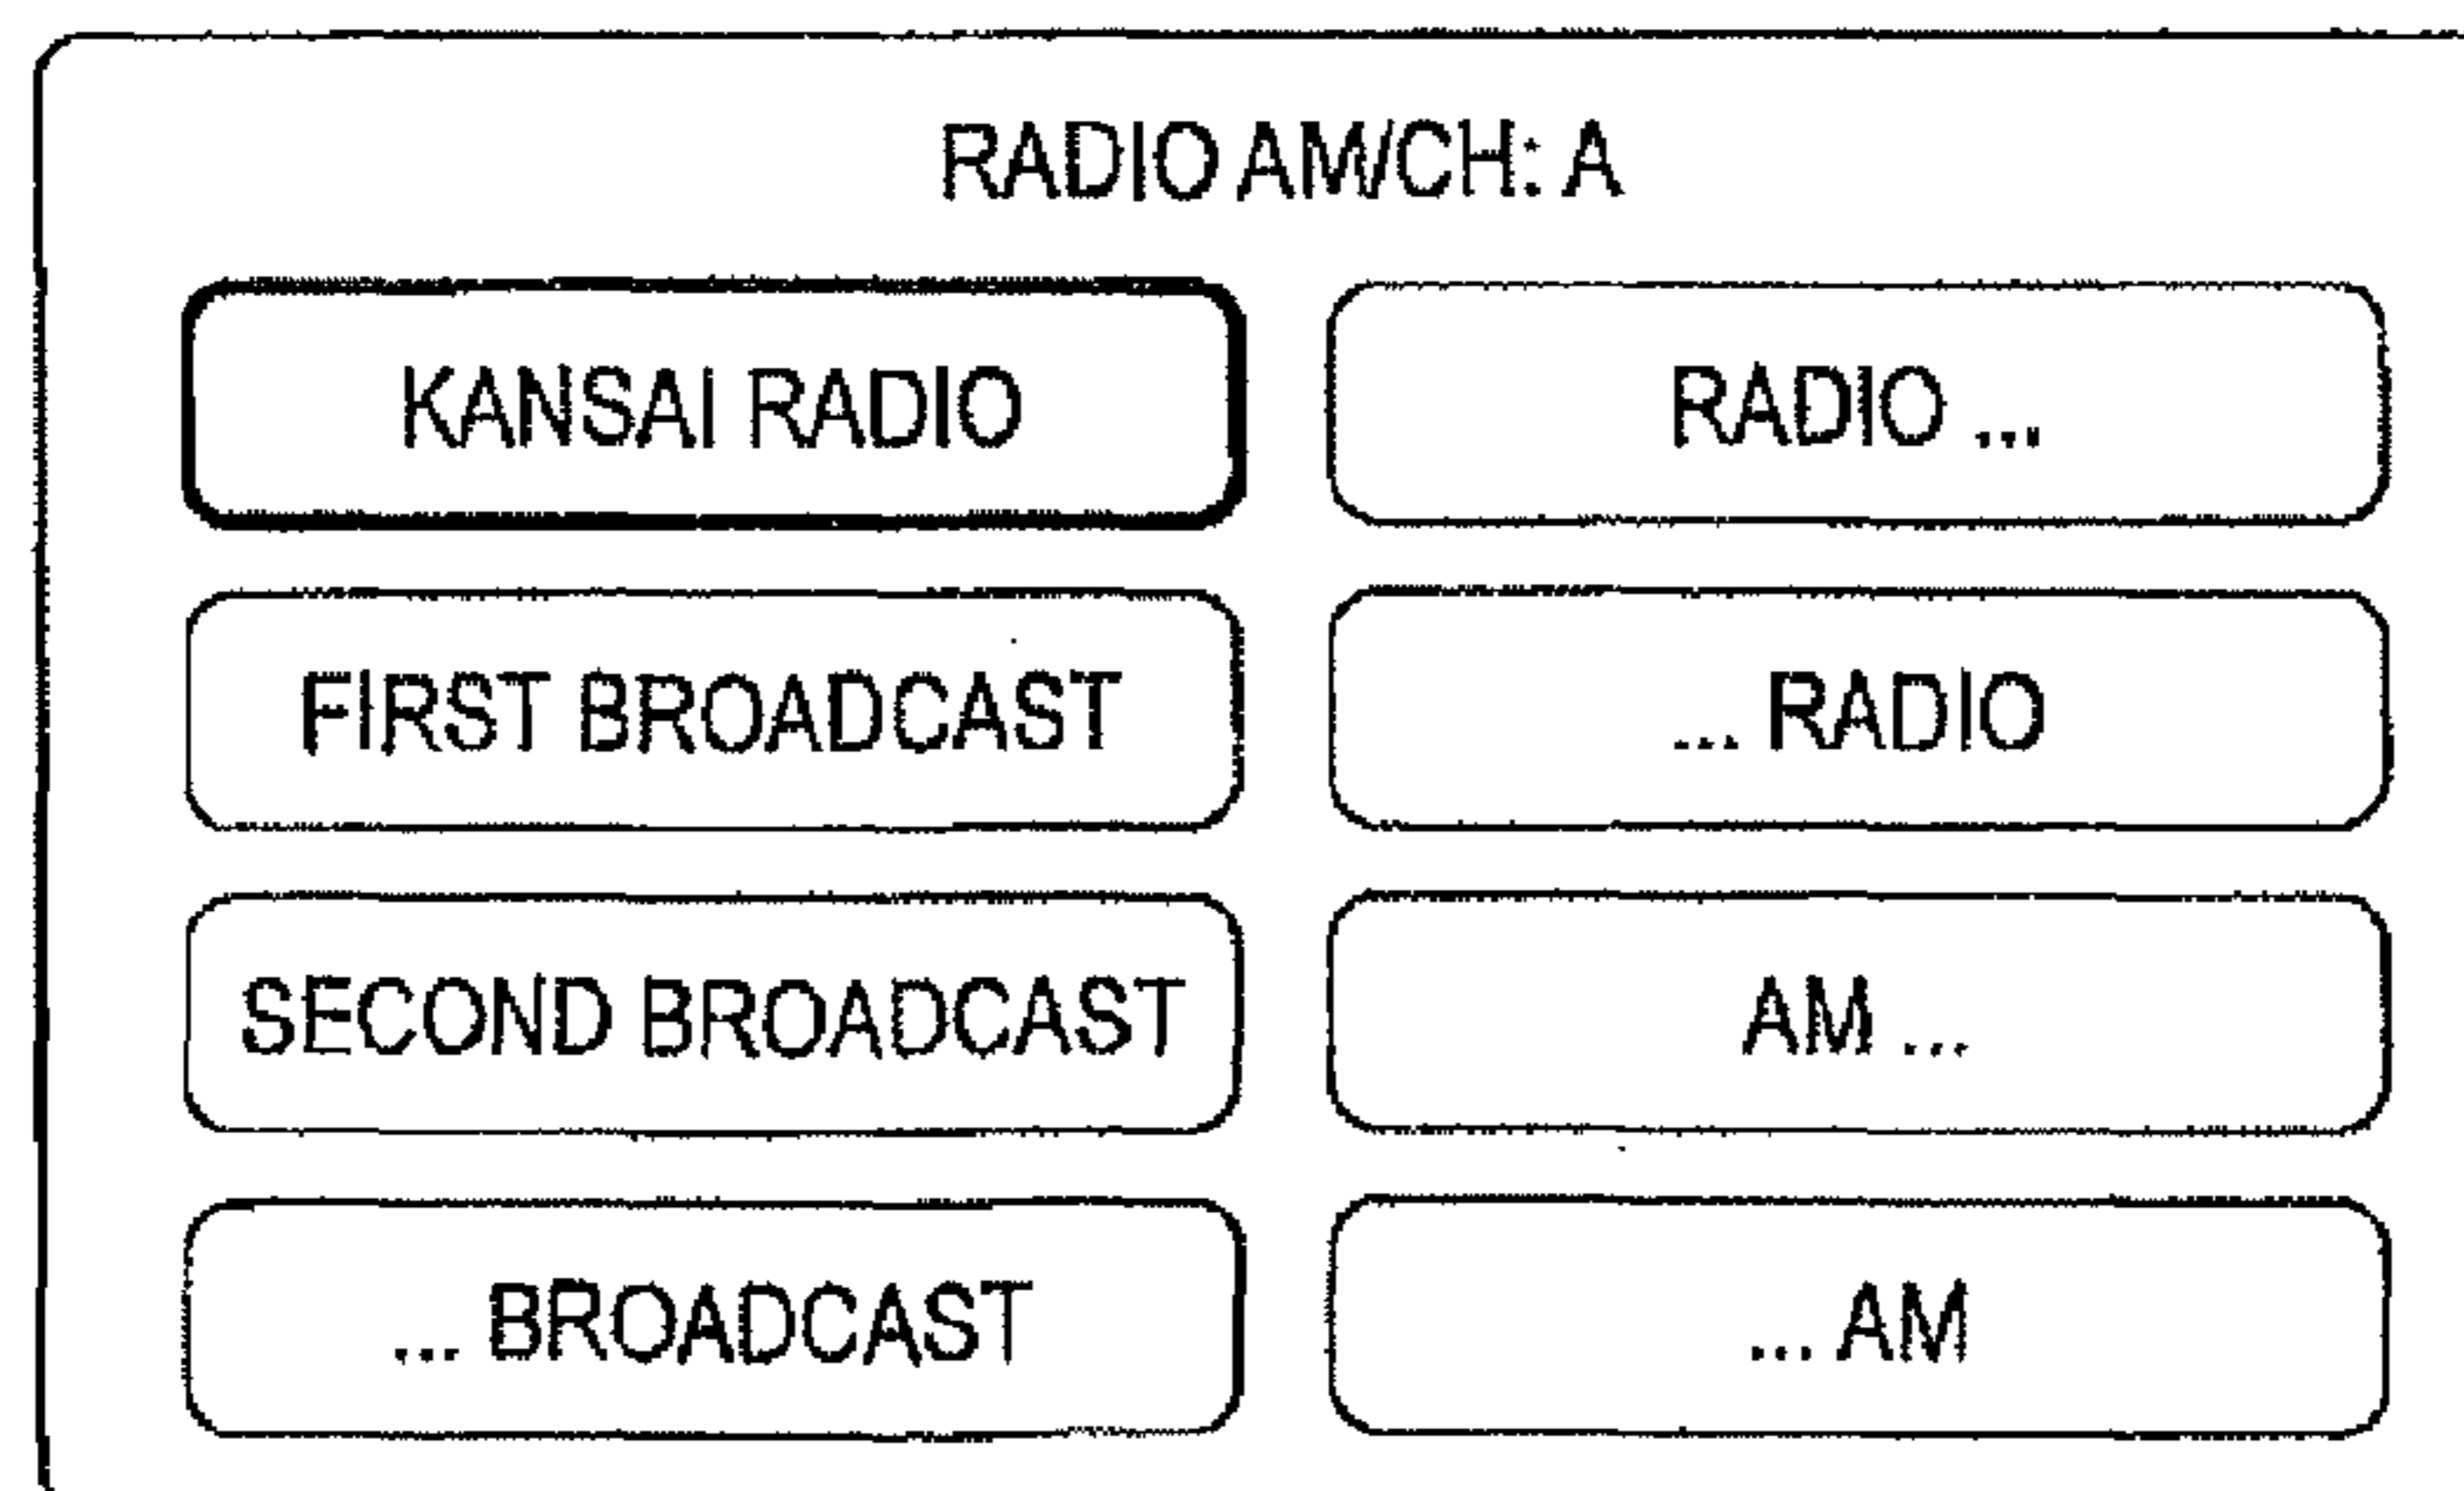 RADIO AM/CH: A
KANSAI RADIO
RADIO ...
FIRST BROADCAST
... RADIO
SECOND BROADCAST
AM ...
... BROADCAST
... AM